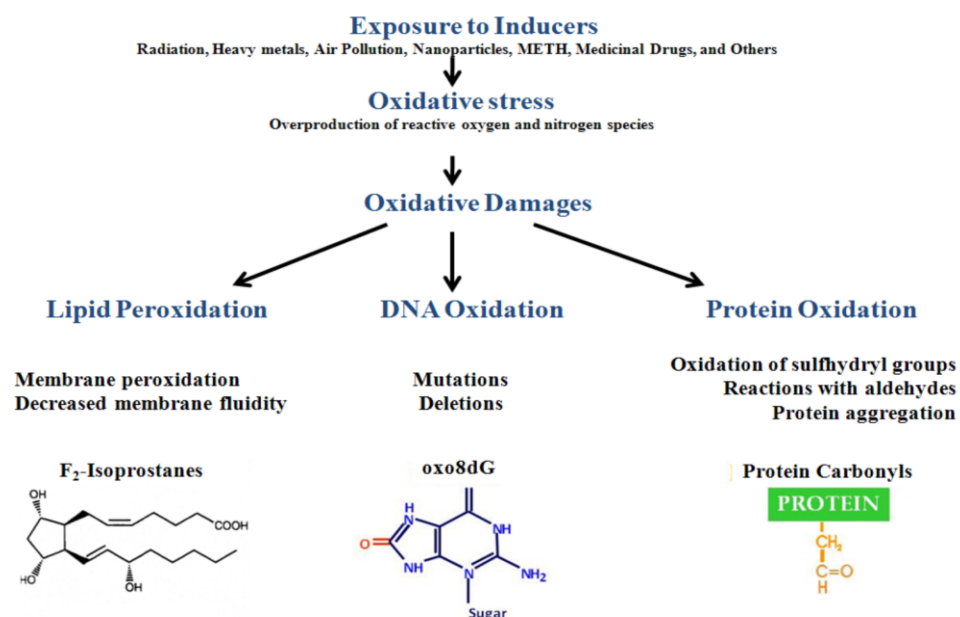 Exposure to Inducers
Radiation, Heavy metals, Air Pollution, Nanoparticles, METH, Medicinal Drugs, and Others
Oxidative stress
Overproduction of reactive oxygen and nitrogen species
Oxidative Damages
Lipid Peroxidation
Membrane peroxidation
Decreased membrane fluidity
F₂-Isoprostanes
OH
COOH
HO
OH
DNA Oxidation
Mutations
Deletions
oxo8dG
H
N
NH
O
NH
N
NH₂
Sugar
Protein Oxidation
Oxidation of sulfhydryl groups
Reactions with aldehydes
Protein aggregation
Protein Carbonyls
PROTEIN
CH₂
C=O
H